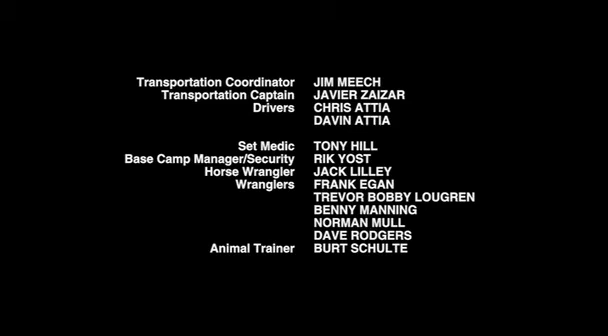 Transportation Coordinator JIM MEECH
Transportation Captain JAVIER ZAIZAR
Drivers CHRIS ATTIA
DAVIN ATTIA
Set Medic TONY HILL
Base Camp Manager/Security RIK YOST
Horse Wrangler JACK LILLEY
Wranglers FRANK EGAN
TREVOR BOBBY LOUGREN
BENNY MANNING
NORMAN MULL
DAVE RODGERS
Animal Trainer BURT SCHULTE